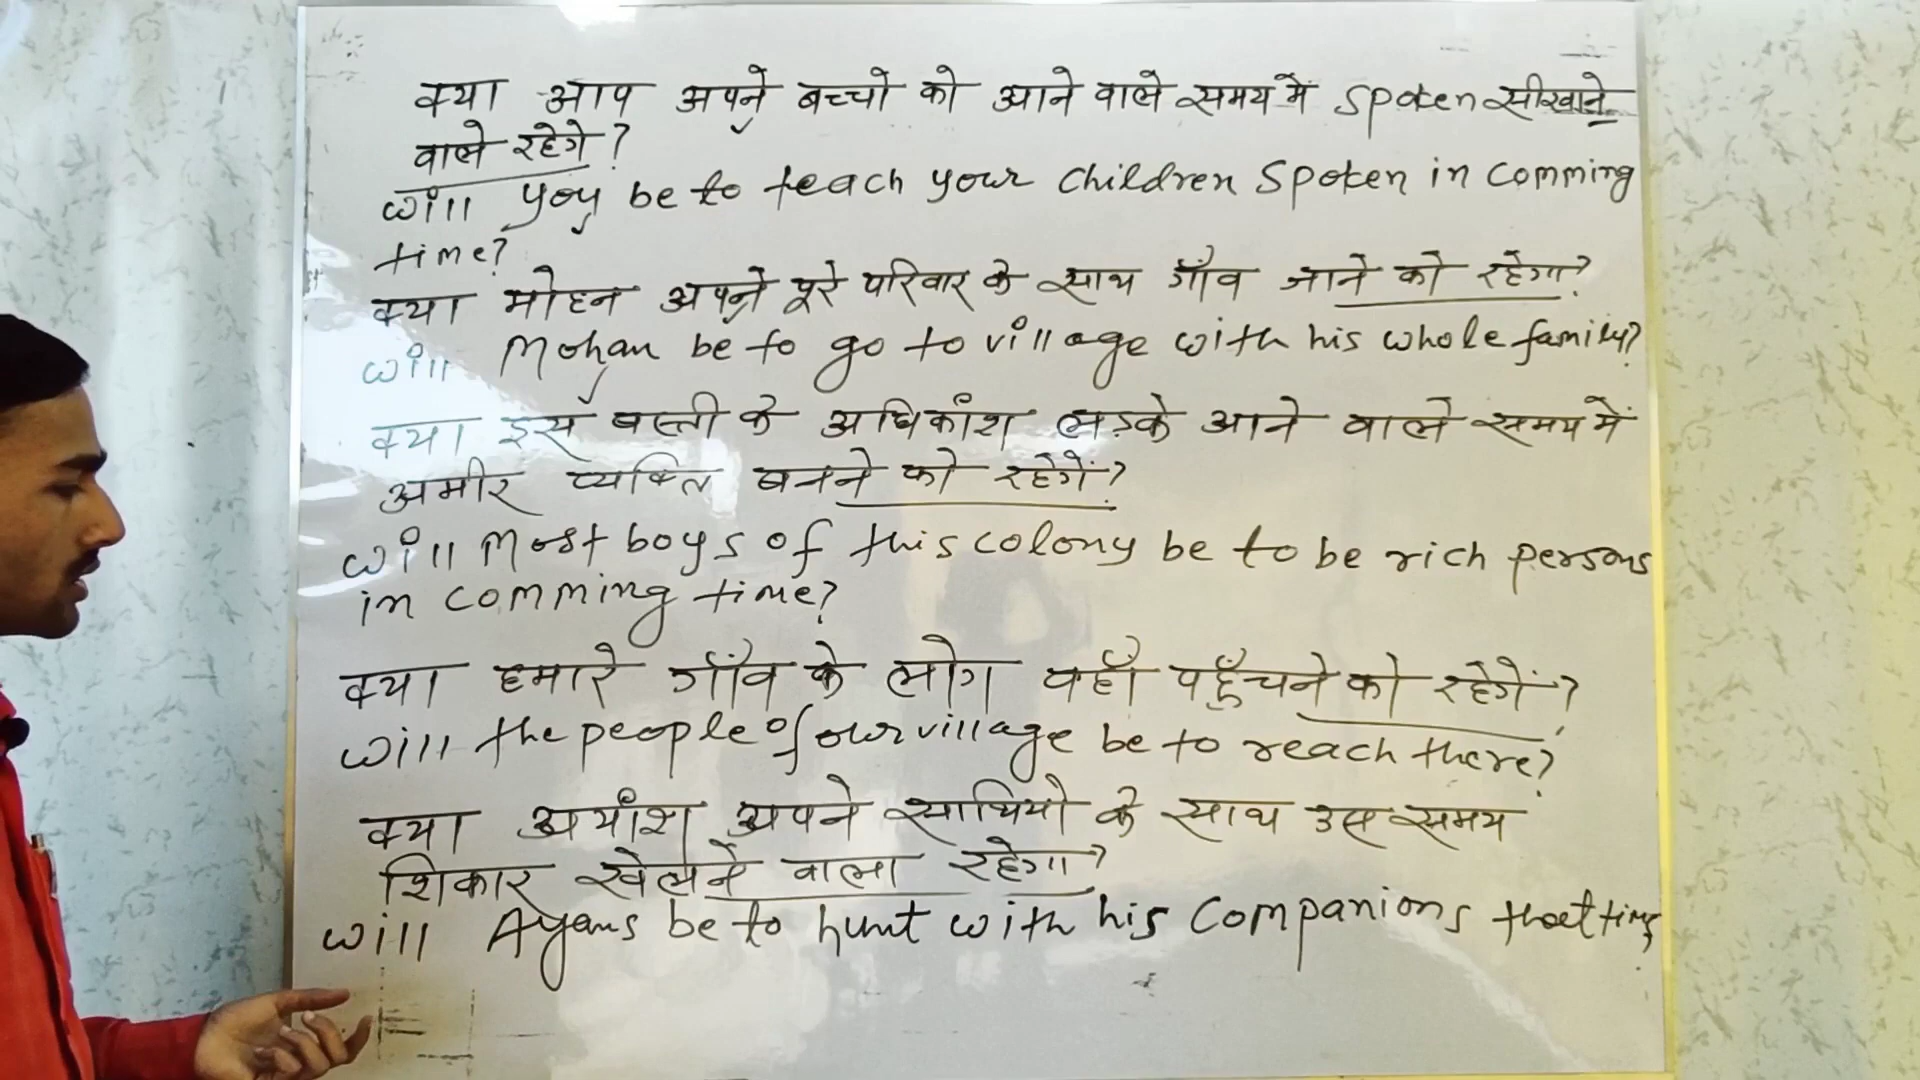 क्या आप अपने बच्चो को आने वाले समय में Spoken सीखाने
वाले रहेगे ?
will you be to teach your children Spoken in comming
time?
क्या मोहन अपने पूरे परिवार के साथ गाँव जाने को रहेगा ?
will Mohan be to go to village with his whole family?
क्या इस बस्ती के अधिकांश लड़के आने वाले समय में
अमीर व्यक्ति बनने को रहेगें ?
will Most boys of this colony be to be rich persons
in comming time?
क्या हमारे गाँव के लोग वहाँ पहुँचने को रहेगें ?
will the people of our village be to reach there?
क्या अयांश अपने साथियो के साथ उस समय
शिकार खेलने वाला रहेगा ?
will Ayans be to hunt with his Companions that time